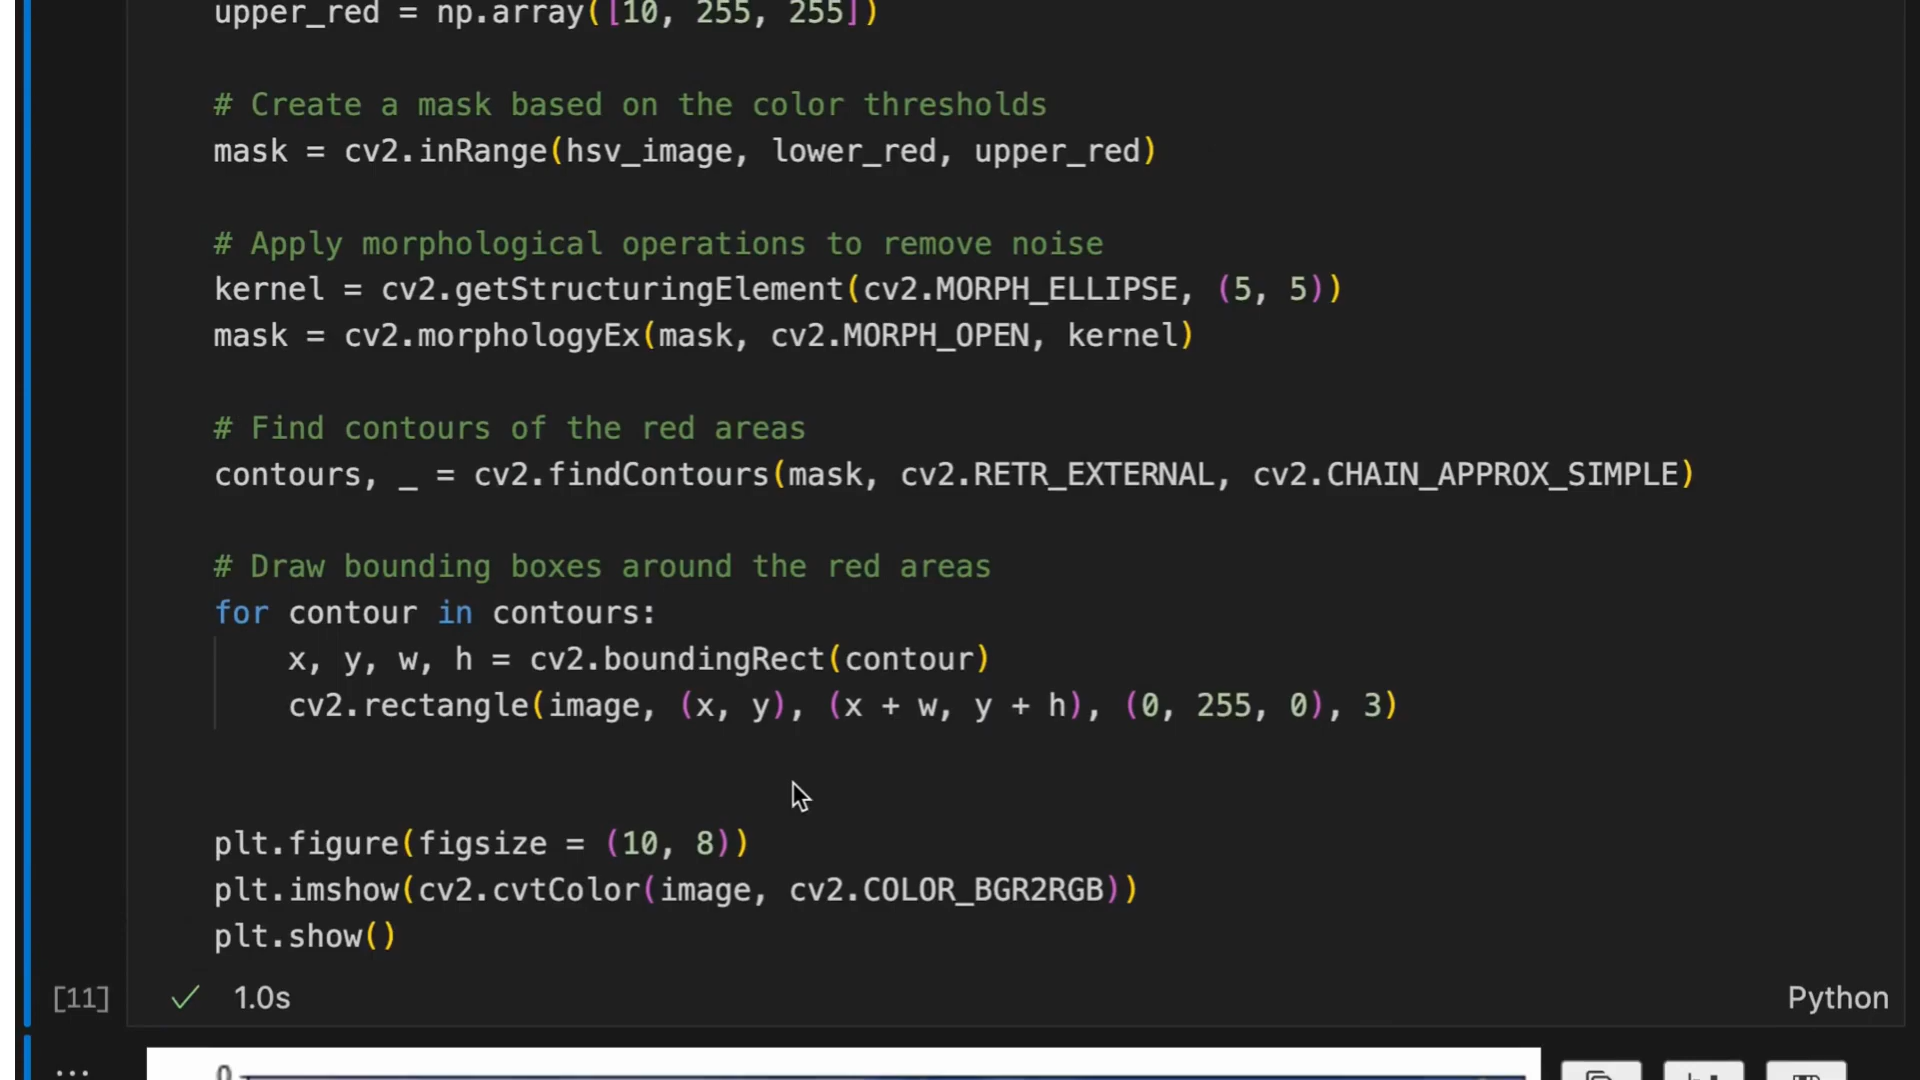 upper_red = np.array([10, 255, 255])
# Create a mask based on the color thresholds
mask = cv2.inRange(hsv_image, lower_red, upper_red)
# Apply morphological operations to remove noise
kernel = cv2.getStructuringElement(cv2.MORPH_ELLIPSE, (5, 5))
mask = cv2.morphologyEx(mask, cv2.MORPH_OPEN, kernel)
# Find contours of the red areas
contours, _ = cv2.findContours(mask, cv2.RETR_EXTERNAL, cv2.CHAIN_APPROX_SIMPLE)
# Draw bounding boxes around the red areas
for contour in contours:
    x, y, w, h = cv2.boundingRect(contour)
    cv2.rectangle(image, (x, y), (x + w, y + h), (0, 255, 0), 3)
plt.figure(figsize = (10, 8))
plt.imshow(cv2.cvtColor(image, cv2.COLOR_BGR2RGB))
plt.show()
[11] ✓ 1.0s Python
... 0